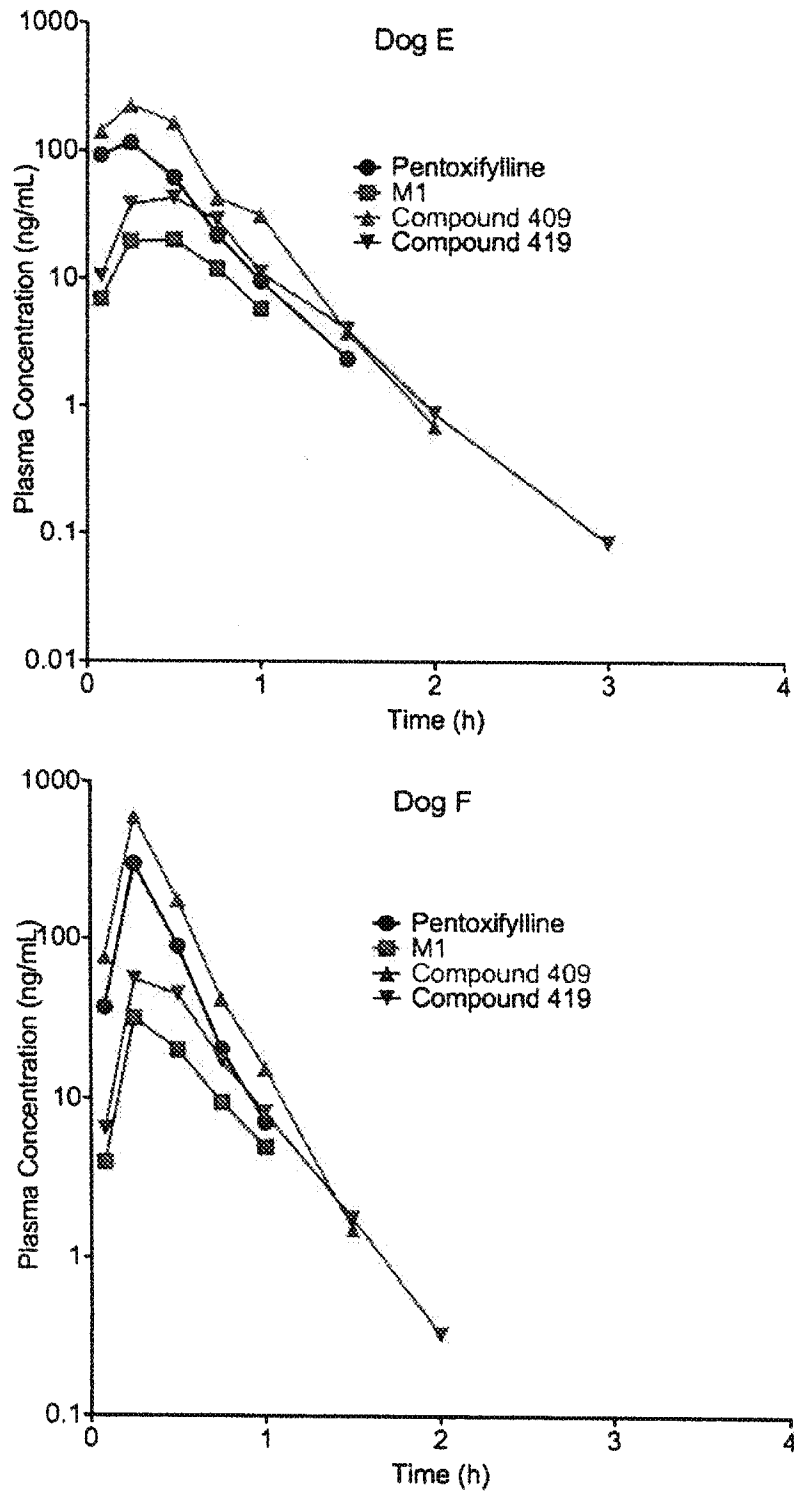 Dog E
Plasma Concentration (ng/mL)
1000
100
10
1
0.1
0.01
Pentoxifylline
M1
Compound 409
Compound 419
0 1 2 3 4
Time (h)
Dog F
Plasma Concentration (ng/mL)
1000
100
10
1
0.1
Pentoxifylline
M1
Compound 409
Compound 419
0 1 2 3 4
Time (h)